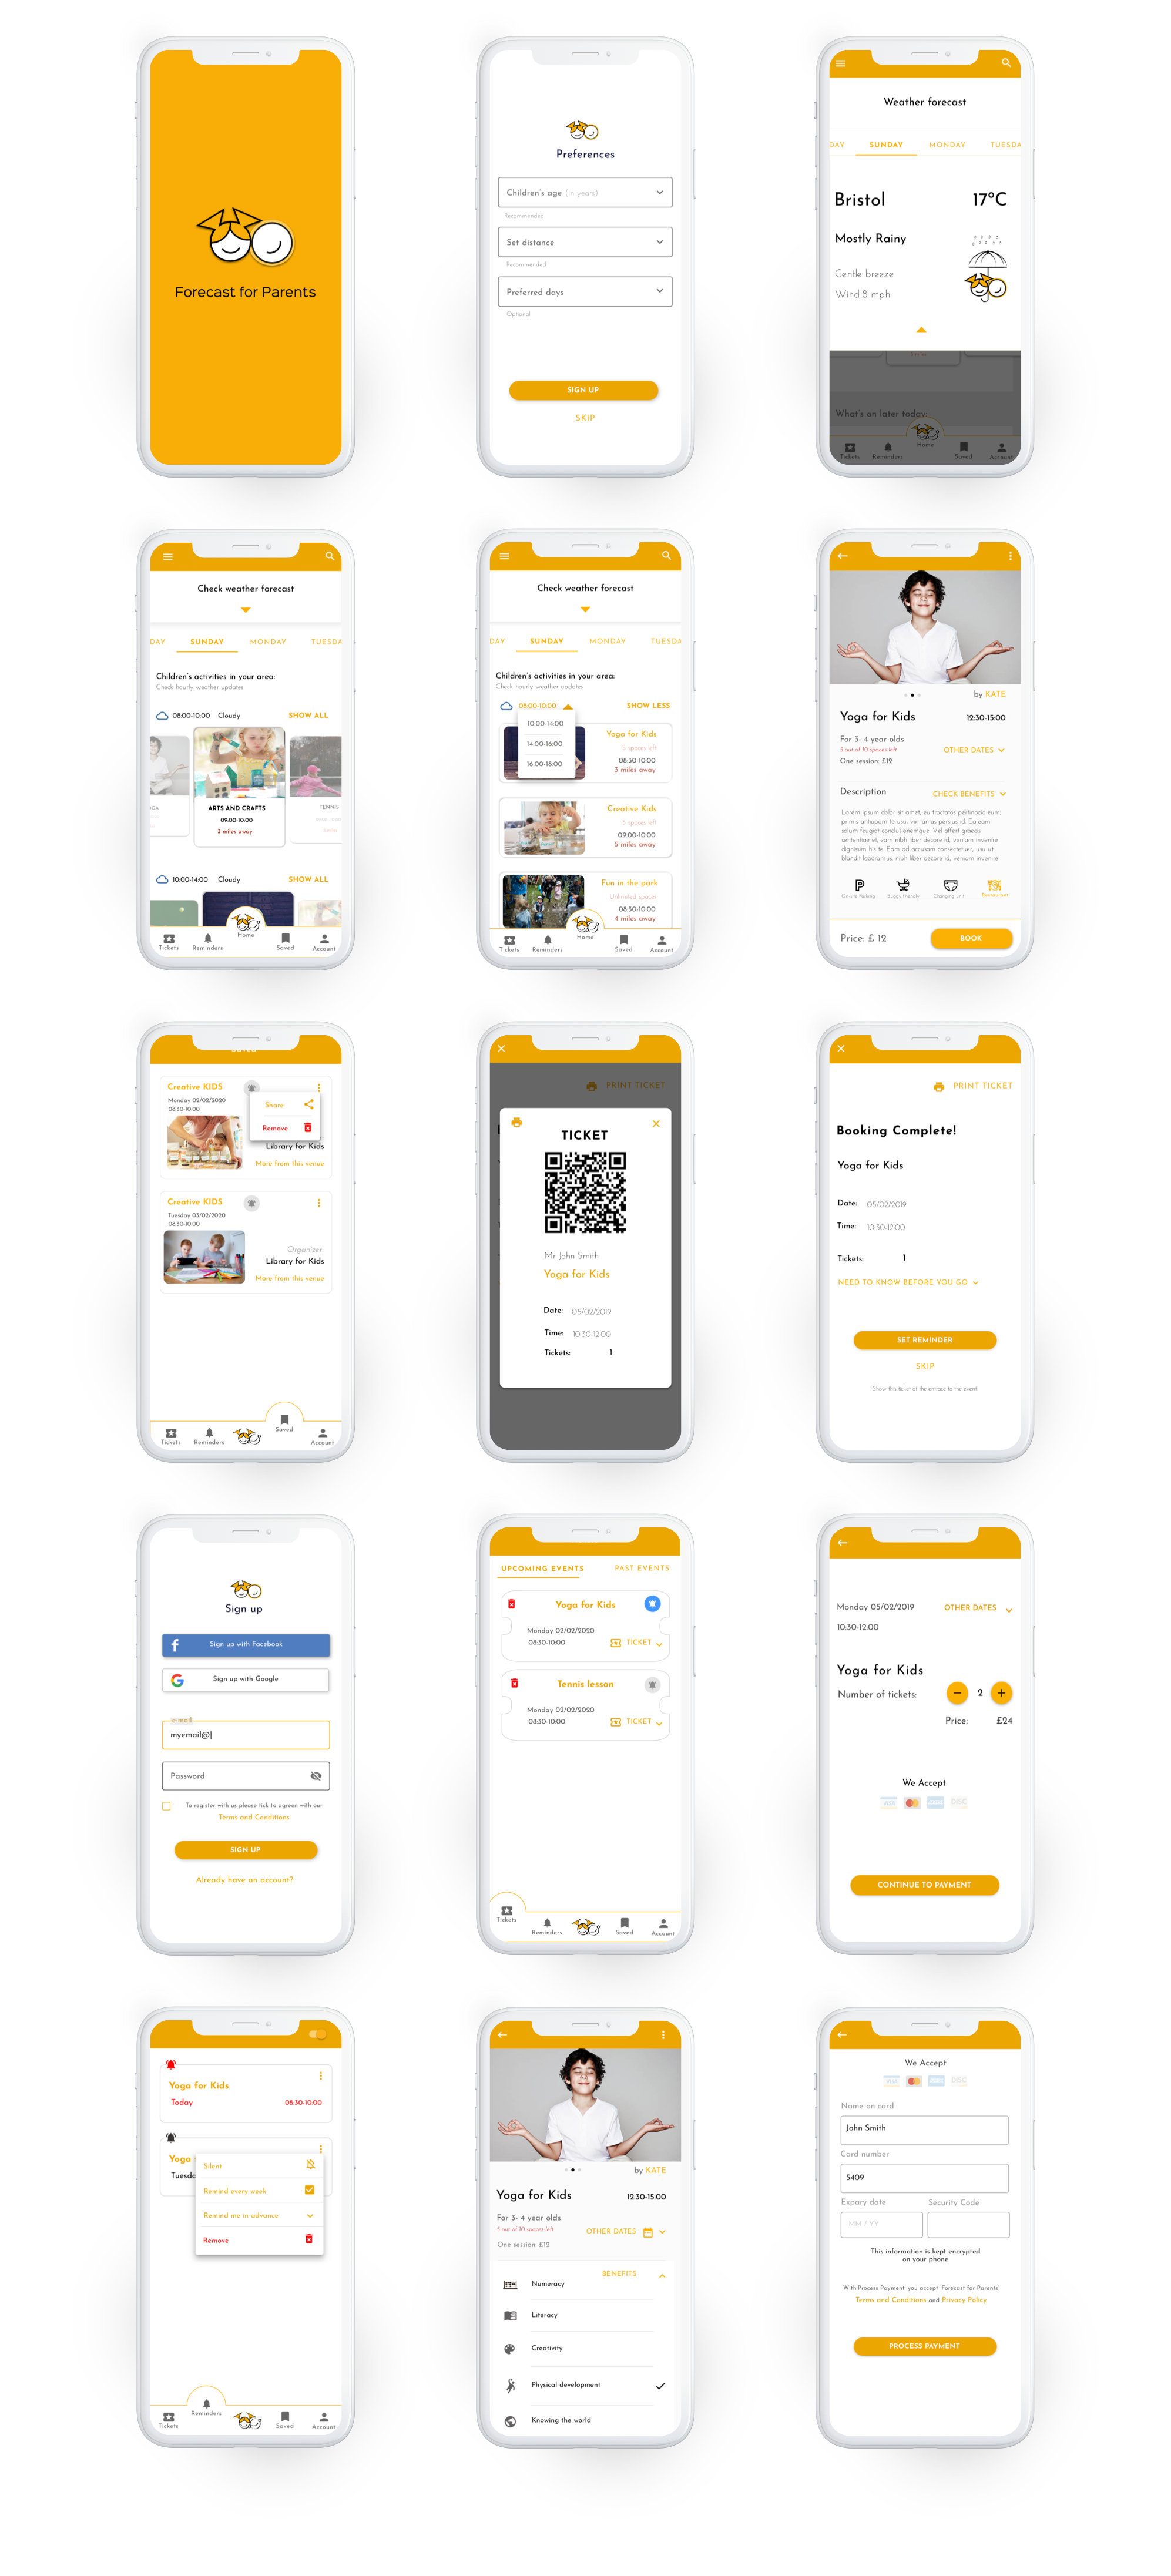 Forecast for Parents
Preferences
Children's age (in years)
Recommended
Set distance
Recommended
Preferred days
Optional
SIGN UP
SKIP
Weather forecast
DAY SUNDAY MONDAY TUESDA
Bristol 17°C
Mostly Rainy
Gentle breeze
Wind 8 mph
What's on later today:
Tickets Reminders Home Saved Account
Check weather forecast
DAY SUNDAY MONDAY TUESDA
Children's activities in your area:
Check hourly weather updates
08:00-10:00 Cloudy SHOW ALL
ARTS AND CRAFTS
09:00-10:00
3 miles away
TENNIS
10:00-14:00 Cloudy SHOW ALL
Tickets Reminders Home Saved Account
Check weather forecast
DAY SUNDAY MONDAY TUESDA
Children's activities in your area:
Check hourly weather updates
08:00-10:00 SHOW LESS
10:00-14:00
14:00-16:00
16:00-18:00
Yoga for Kids
5 spaces left
08:30-10:00
3 miles away
Creative Kids
5 spaces left
09:00-10:00
5 miles away
Fun in the park
Unlimited spaces
08:30-10:00
4 miles away
Tickets Reminders Home Saved Account
by KATE
Yoga for Kids 12:30-15:00
For 3- 4 year olds
5 out of 10 spaces left OTHER DATES
One session: £12
Description CHECK BENEFITS
Lorem ipsum dolor sit amet, eu tractatos pertinacia eum,
primis antiopam te usu, vix tantas persius id. Ea eam
solum feugiat conclusionemque. Vel affert graecis
sententiae et, eam nibh liber decore id, veniam invenire
dignissim his te. Eam ad accusam consectetuer, usu ut
blandit laboramus. nibh liber decore id, veniam invenire
On-site Parking Buggy friendly Changing unit Restaurant
Price: £ 12 BOOK
Creative KIDS
Monday 02/02/2020
08:30-10:00
Share
Remove
Library for Kids
More from this venue
Creative KIDS
Tuesday 03/02/2020
08:30-10:00
Organizer:
Library for Kids
More from this venue
Tickets Reminders Saved Account
PRINT TICKET
TICKET
Mr John Smith
Yoga for Kids
Date: 05/02/2019
Time: 10:30-12:00
Tickets: 1
PRINT TICKET
Booking Complete!
Yoga for Kids
Date: 05/02/2019
Time: 10:30-12:00
Tickets: 1
NEED TO KNOW BEFORE YOU GO
SET REMINDER
SKIP
Show this ticket at the entrace to the event
Sign up
Sign up with Facebook
Sign up with Google
e-mail
myemail@|
Password
To register with us please tick to agreen with our
Terms and Conditions
SIGN UP
Already have an account?
UPCOMING EVENTS PAST EVENTS
Yoga for Kids
Monday 02/02/2020
08:30-10:00 TICKET
Tennis lesson
Monday 02/02/2020
08:30-10:00 TICKET
Tickets Reminders Saved Account
Monday 05/02/2019 OTHER DATES
10:30-12:00
Yoga for Kids
Number of tickets: 2
Price: £24
We Accept
VISA
CONTINUE TO PAYMENT
Yoga for Kids
Today 08:30-10:00
Yoga
Tuesda
Silent
Remind every week
Remind me in advance
Remove
Tickets Reminders Saved Account
by KATE
Yoga for Kids 12:30-15:00
For 3- 4 year olds
5 out of 10 spaces left OTHER DATES
One session: £12
BENEFITS
Numeracy
Literacy
Creativity
Physical development
Knowing the world
We Accept
VISA
Name on card
John Smith
Card number
5409
Expary date Security Code
MM / YY
This information is kept encrypted
on your phone
With'Process Payment' you accept 'Forecast for Parents'
Terms and Conditions and Privacy Policy
PROCESS PAYMENT